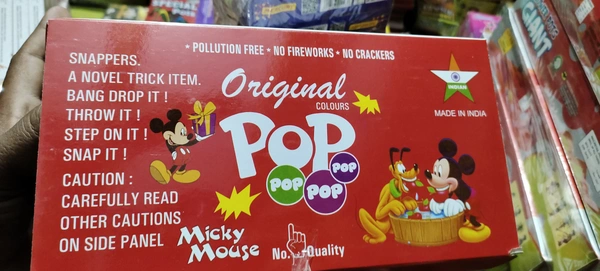 * POLLUTION FREE * NO FIREWORKS * NO CRACKERS
SNAPPERS.
A NOVEL TRICK ITEM.
BANG DROP IT !
THROW IT !
STEP ON IT !
SNAP IT !
CAUTION :
CAREFULLY READ
OTHER CAUTIONS
ON SIDE PANEL
Original
COLOURS
POP
POP
POP
POP
Micky
Mouse
No. Quality
INDIAN
MADE IN INDIA
GIANT